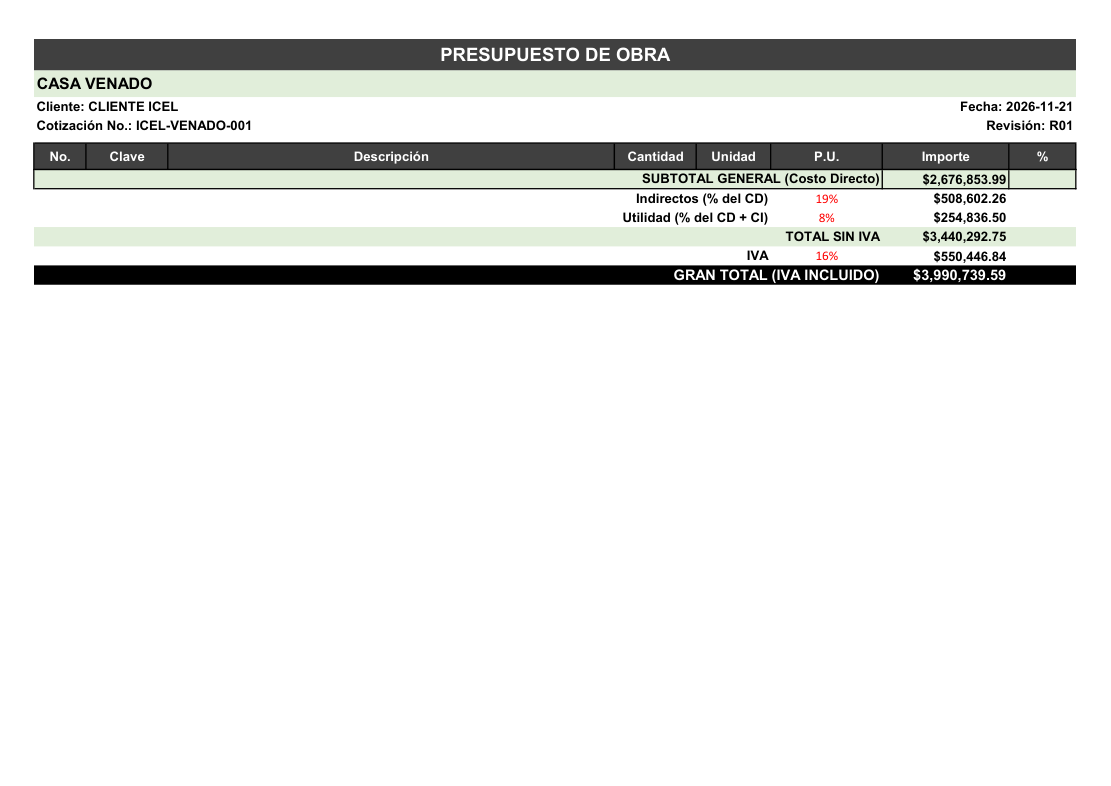 PRESUPUESTO DE OBRA
CASA VENADO
Cliente: CLIENTE ICEL Fecha: 2026-11-21
Cotización No.: ICEL-VENADO-001 Revisión: R01
No. Clave Descripción Cantidad Unidad P.U. Importe %
SUBTOTAL GENERAL (Costo Directo) $2,676,853.99
Indirectos (% del CD) 19% $508,602.26
Utilidad (% del CD + CI) 8% $254,836.50
TOTAL SIN IVA $3,440,292.75
IVA 16% $550,446.84
GRAN TOTAL (IVA INCLUIDO) $3,990,739.59